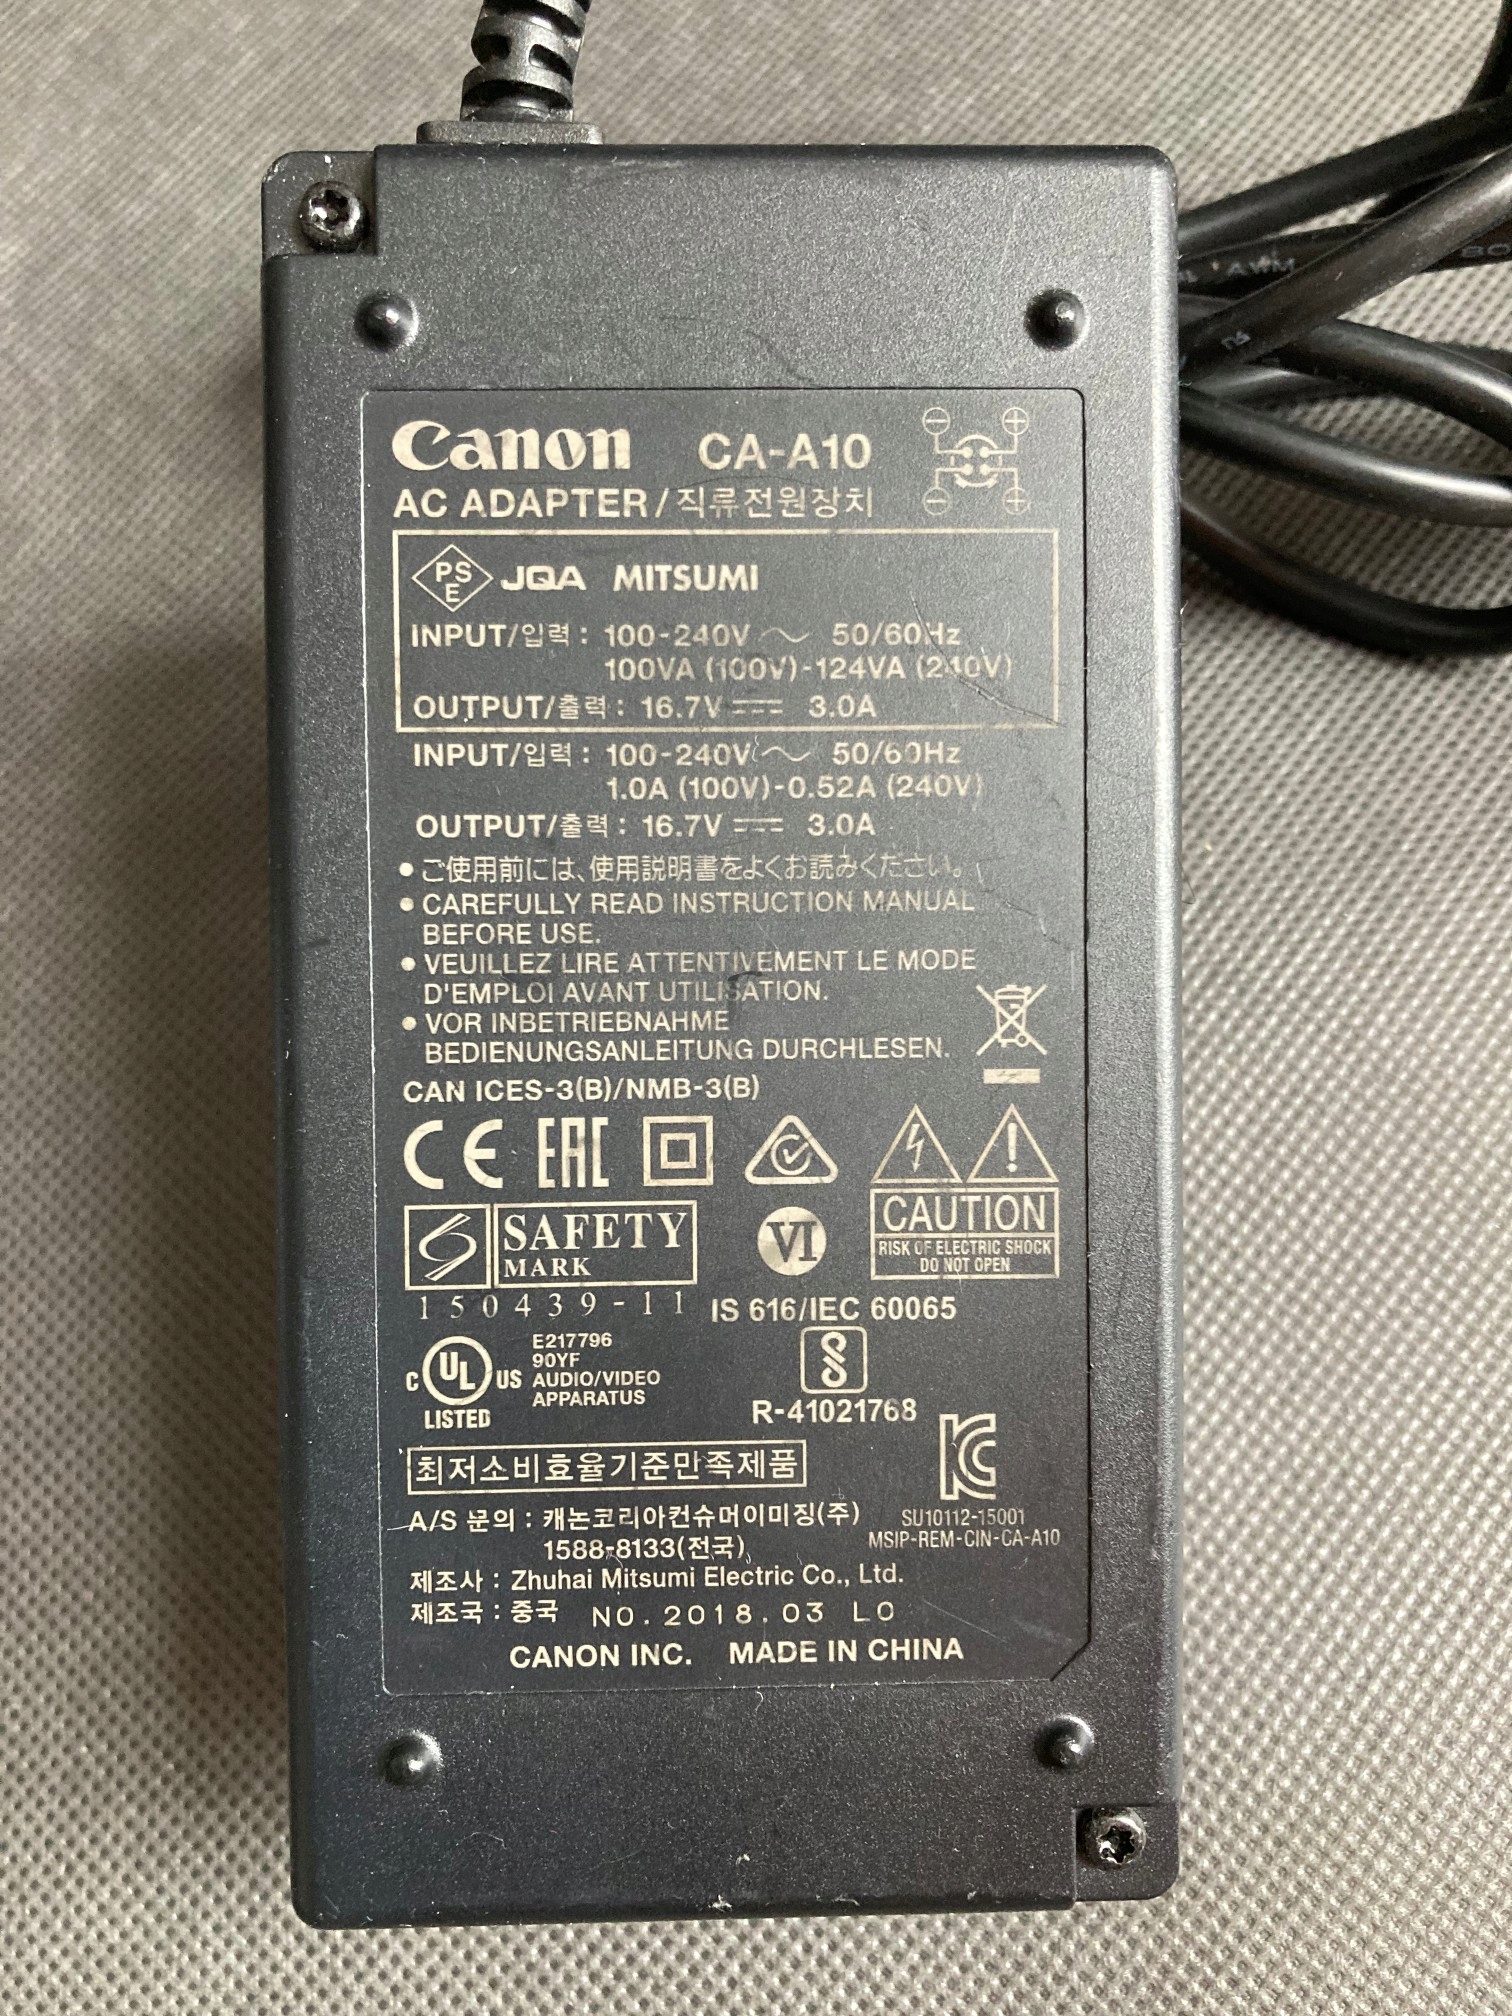 Canon CA-A10
AC ADAPTER/직류전원장치
PSE JQA MITSUMI
INPUT/입력: 100-240V ～ 50/60Hz
100VA (100V)-124VA (240V)
OUTPUT/출력: 16.7V ⎓ 3.0A
INPUT/입력: 100-240V ～ 50/60Hz
1.0A (100V)-0.52A (240V)
OUTPUT/출력: 16.7V ⎓ 3.0A
• ご使用前には、使用説明書をよくお読みください。
• CAREFULLY READ INSTRUCTION MANUAL
BEFORE USE.
• VEUILLEZ LIRE ATTENTIVEMENT LE MODE
D'EMPLOI AVANT UTILISATION.
• VOR INBETRIEBNAHME
BEDIENUNGSANLEITUNG DURCHLESEN.
CAN ICES-3(B)/NMB-3(B)
CE EAC
SAFETY
MARK
150439-11
VI
CAUTION
RISK OF ELECTRIC SHOCK
DO NOT OPEN
IS 616/IEC 60065
R-41021768
C UL US
LISTED
E217796
90YF
AUDIO/VIDEO
APPARATUS
최저소비효율기준만족제품
KC
SU10112-15001
MSIP-REM-CIN-CA-A10
A/S 문의 : 캐논코리아컨슈머이미징(주)
1588-8133(전국)
제조사 : Zhuhai Mitsumi Electric Co., Ltd.
제조국 : 중국 NO. 2018.03 LO
CANON INC. MADE IN CHINA
AWM